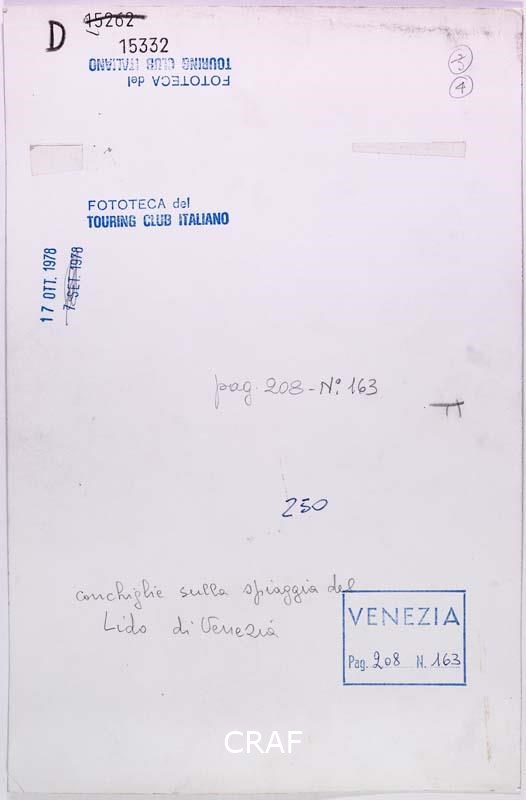 D
15262
15332
FOTOTECA del
TOURING CLUB ITALIANO
FOTOTECA del
TOURING CLUB ITALIANO
17 OTT. 1978
7 SET. 1978
pag. 208 - N° 163
250
conchiglie sulla spiaggia del
Lido di Venezia
VENEZIA
Pag. 208 N. 163
CRAF